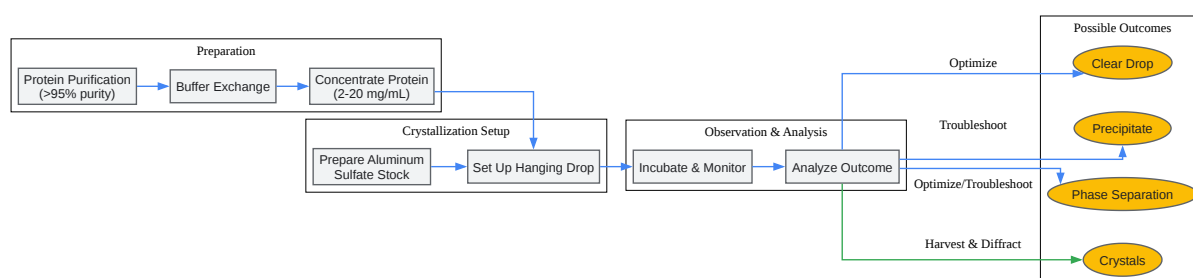 Preparation
Protein Purification
(>95% purity)
Buffer Exchange
Concentrate Protein
(2-20 mg/mL)
Crystallization Setup
Prepare Aluminum
Sulfate Stock
Set Up Hanging Drop
Observation & Analysis
Incubate & Monitor
Analyze Outcome
Optimize
Troubleshoot
Optimize/Troubleshoot
Harvest & Diffract
Possible Outcomes
Clear Drop
Precipitate
Phase Separation
Crystals